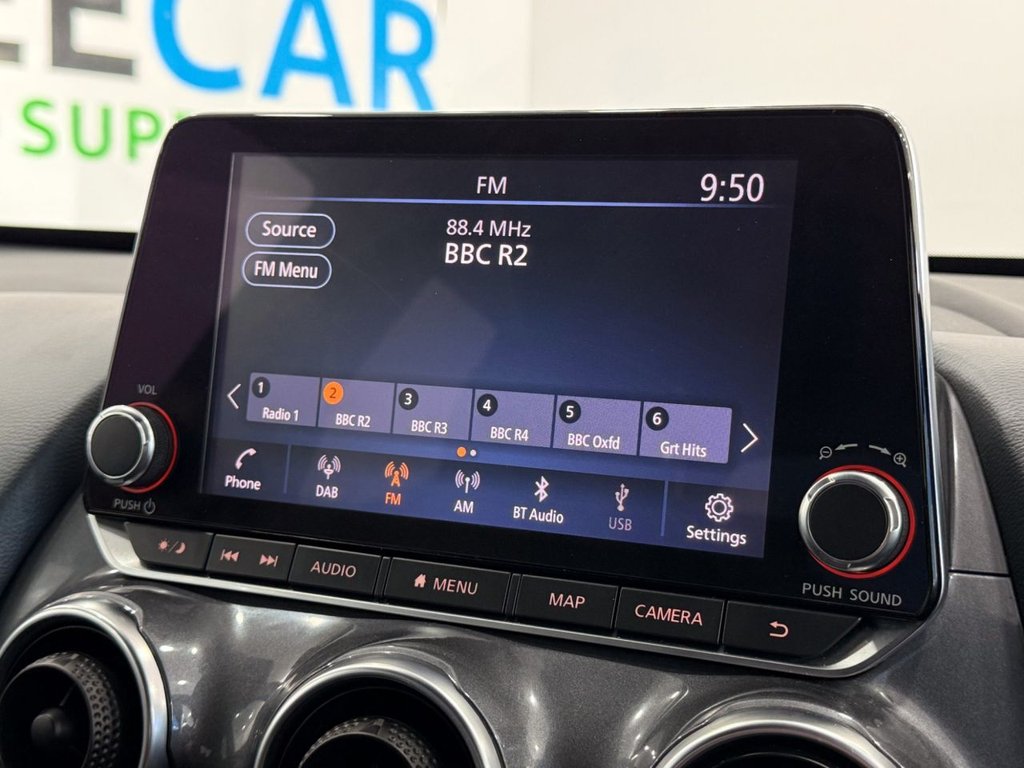 CAR
SUP
FM
9:50
Source
88.4 MHz
BBC R2
FM Menu
1 2 3 4 5 6
Radio 1 BBC R2 BBC R3 BBC R4 BBC Oxfd Grt Hits
VOL
Phone DAB FM AM BT Audio USB Settings
PUSH
PUSH SOUND
AUDIO MENU MAP CAMERA